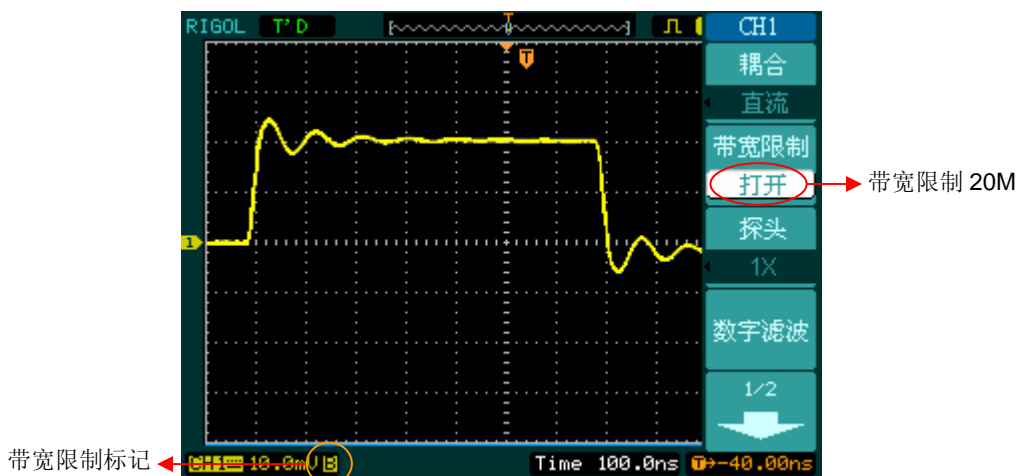 RIGOL T'D CH1
耦合
直流
带宽限制
打开
带宽限制 20M
探头
1X
数字滤波
1/2
带宽限制标记
CH1 10.0mV B Time 100.0ns T→-40.00ns
T
1